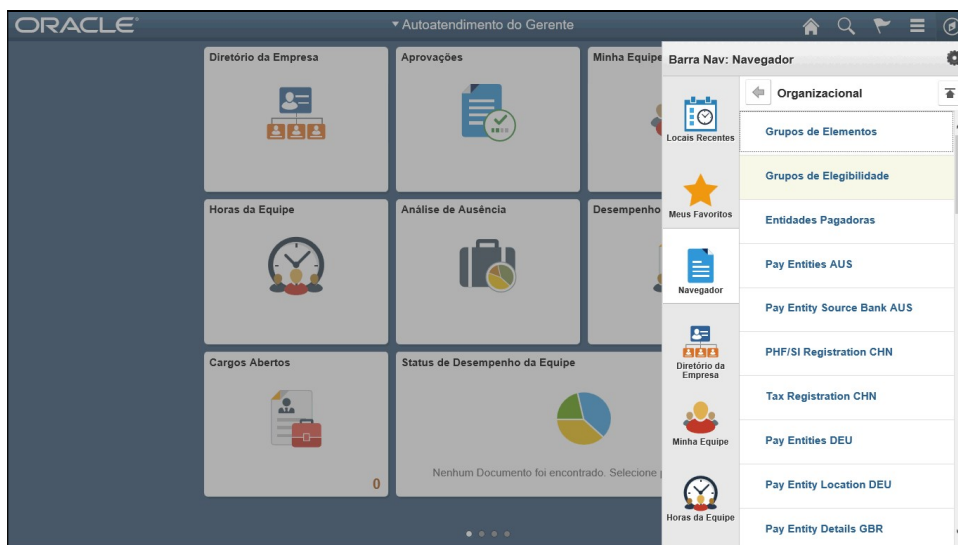 ORACLE®
Autoatendimento do Gerente
Diretório da Empresa
Aprovações
Minha Equipe
Horas da Equipe
Análise de Ausência
Desempenho
Cargos Abertos
0
Status de Desempenho da Equipe
Nenhum Documento foi encontrado. Selecione
Barra Nav: Navegador
Locais Recentes
Meus Favoritos
Navegador
Diretório da
Empresa
Minha Equipe
Horas da Equipe
Organizacional
Grupos de Elementos
Grupos de Elegibilidade
Entidades Pagadoras
Pay Entities AUS
Pay Entity Source Bank AUS
PHF/SI Registration CHN
Tax Registration CHN
Pay Entities DEU
Pay Entity Location DEU
Pay Entity Details GBR